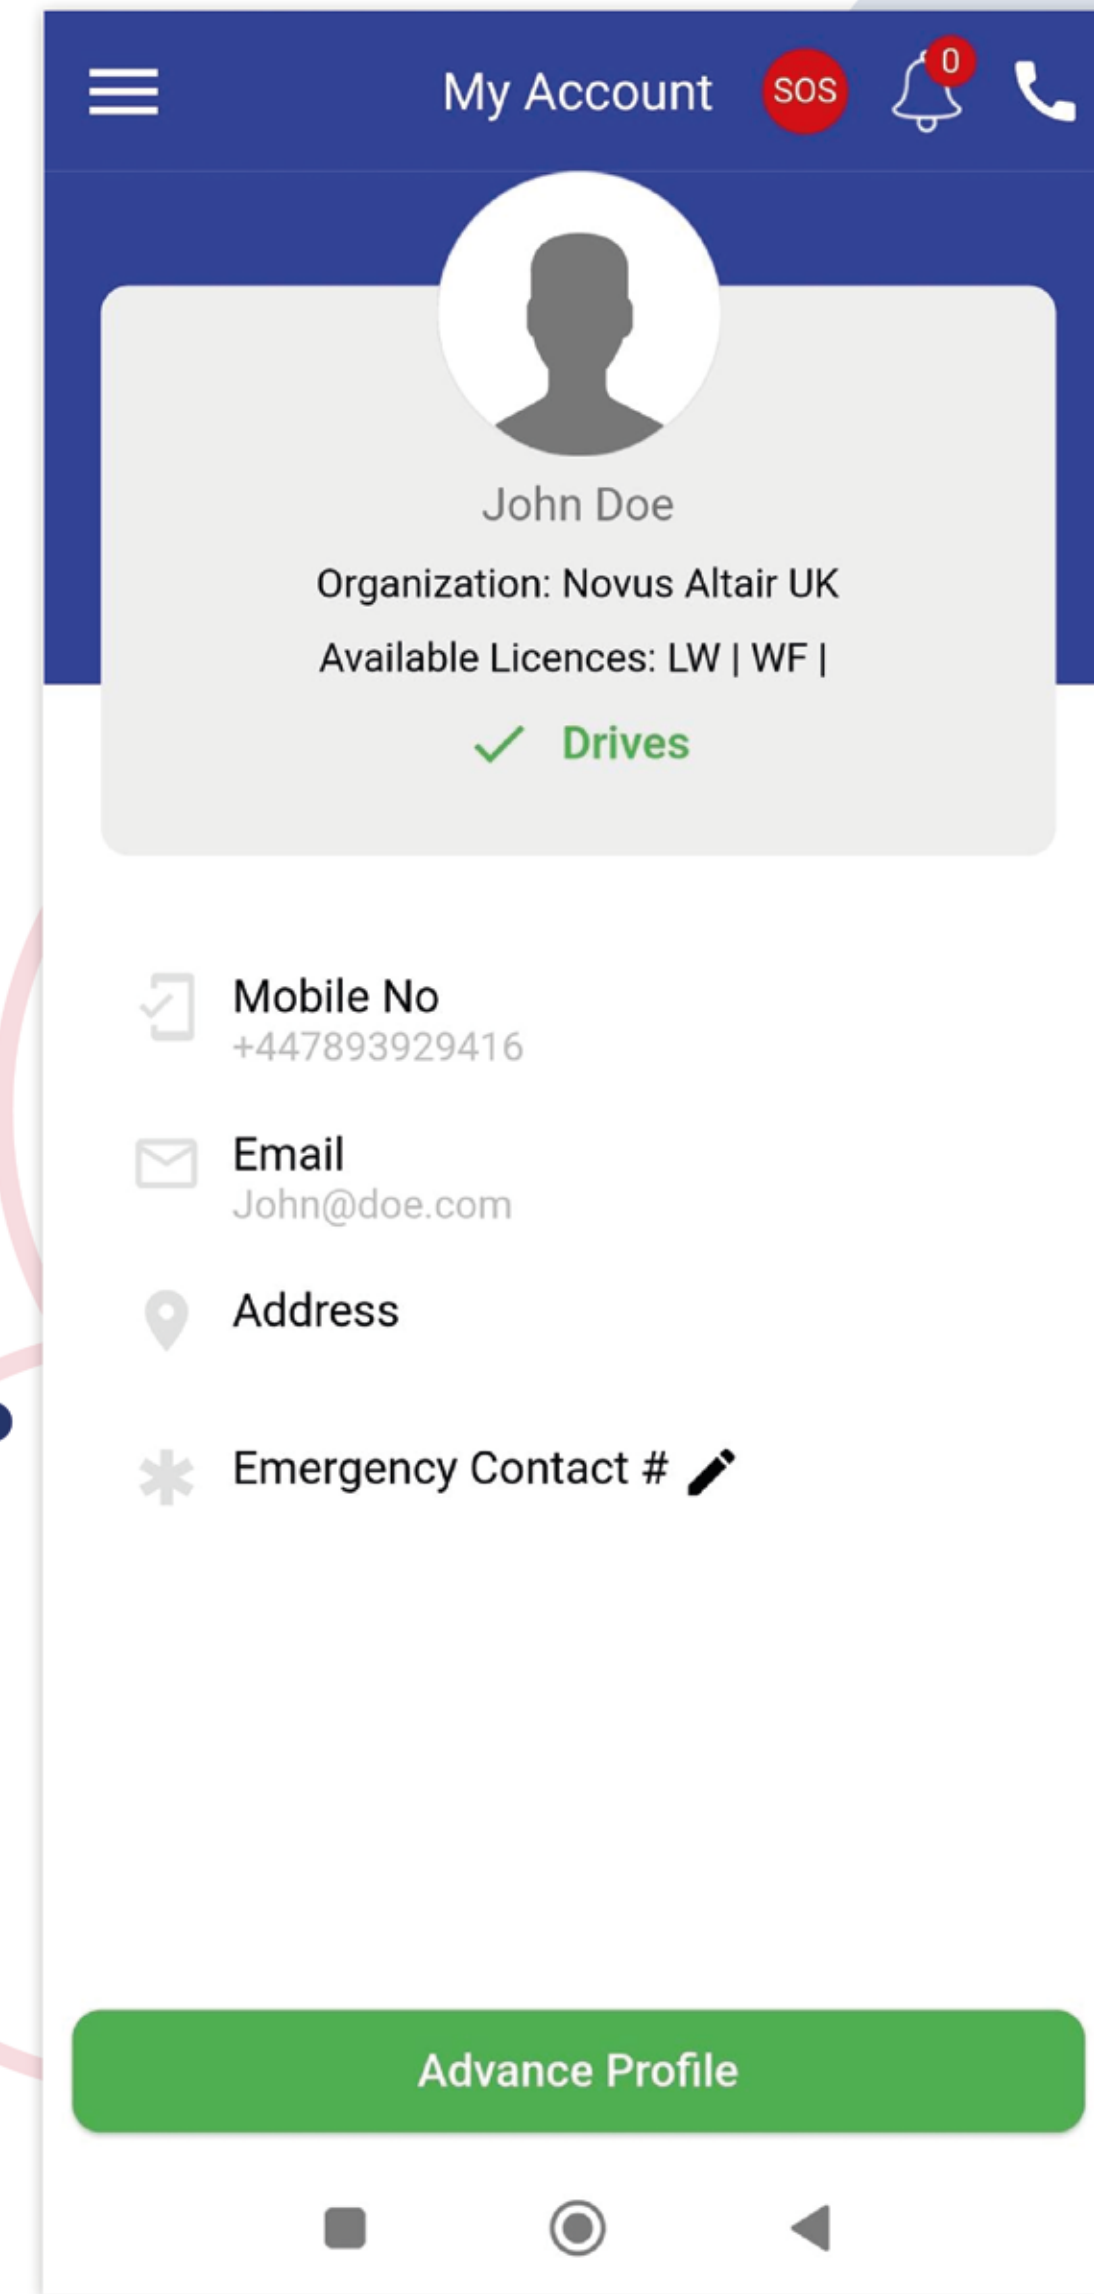 My Account
SOS
0
John Doe
Organization: Novus Altair UK
Available Licences: LW | WF |
Drives
Mobile No
+447893929416
Email
John@doe.com
Address
Emergency Contact #
Advance Profile